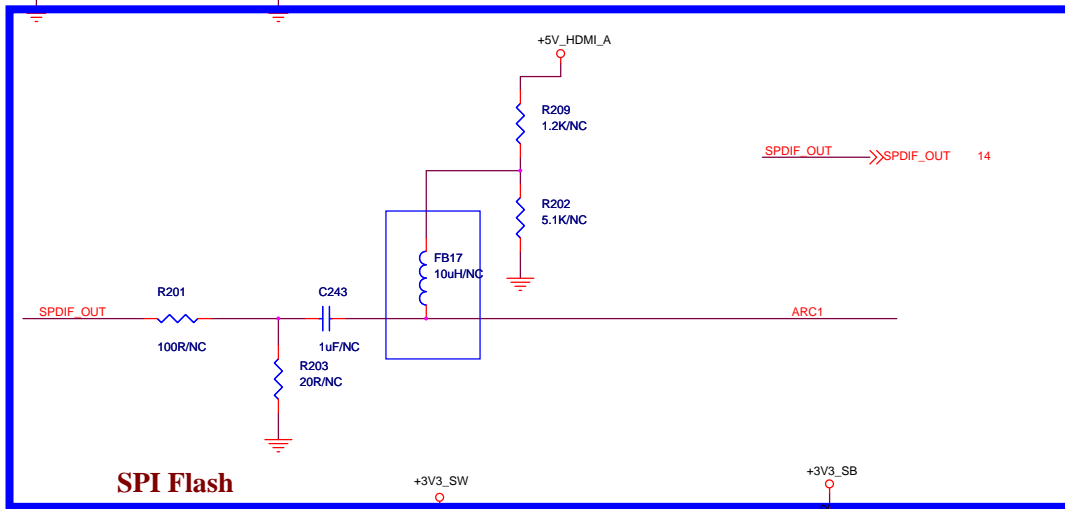 +5V_HDMI_A
R209
1.2K/NC
SPDIF_OUT
SPDIF_OUT 14
R202
5.1K/NC
FB17
10uH/NC
R201
C243
SPDIF_OUT
ARC1
100R/NC
1uF/NC
R203
20R/NC
SPI Flash
+3V3_SW
+3V3_SB